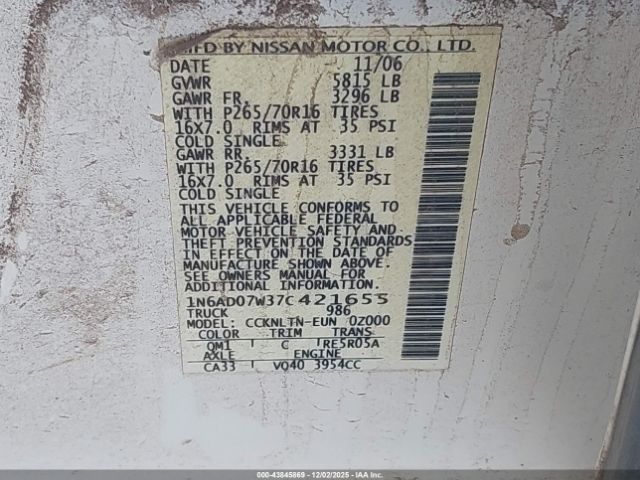 MFD BY NISSAN MOTOR CO., LTD.
DATE 11/06
GVWR 5815 LB
GAWR FR. 3296 LB
WITH P265/70R16 TIRES
16X7.0 RIMS AT 35 PSI
COLD SINGLE
GAWR RR. 3331 LB
WITH P265/70R16 TIRES
16X7.0 RIMS AT 35 PSI
COLD SINGLE
THIS VEHICLE CONFORMS TO
ALL APPLICABLE FEDERAL
MOTOR VEHICLE SAFETY AND
THEFT PREVENTION STANDARDS
IN EFFECT ON THE DATE OF
MANUFACTURE SHOWN ABOVE.
SEE OWNERS MANUAL FOR
ADDITIONAL INFORMATION.
1N6AD07W37C421655
TRUCK 986
MODEL: CCKNLTN-EUN 0Z000
COLOR TRIM TRANS
QM1 C RE5R05A
AXLE ENGINE
CA33 VQ40 3954CC
000-43845869 | 12/02/2025 - IAA Inc.